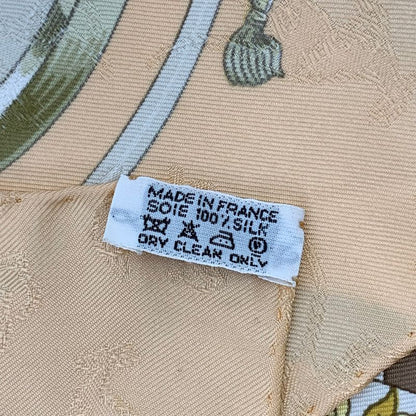 MADE IN FRANCE
SOIE 100% SILK
P
DRY CLEAN ONLY